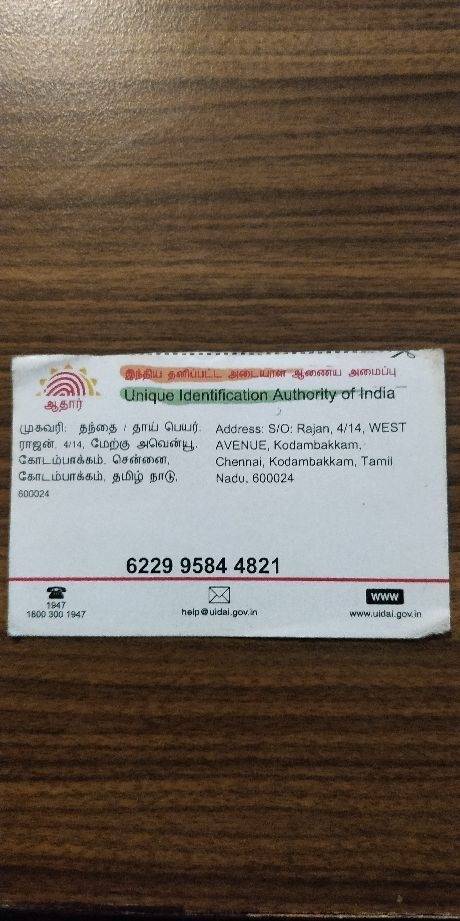 இந்திய தனிப்பட்ட அடையாள ஆணைய அமைப்பு
Unique Identification Authority of India
ஆதார்
முகவரி: தந்தை / தாய் பெயர்:
ராஜன், 4/14, மேற்கு அவென்யூ,
கோடம்பாக்கம், சென்னை,
கோடம்பாக்கம், தமிழ் நாடு,
600024
Address: S/O: Rajan, 4/14, WEST
AVENUE, Kodambakkam,
Chennai, Kodambakkam, Tamil
Nadu, 600024
6229 9584 4821
1947
1800 300 1947
help@uidai.gov.in
www
www.uidai.gov.in